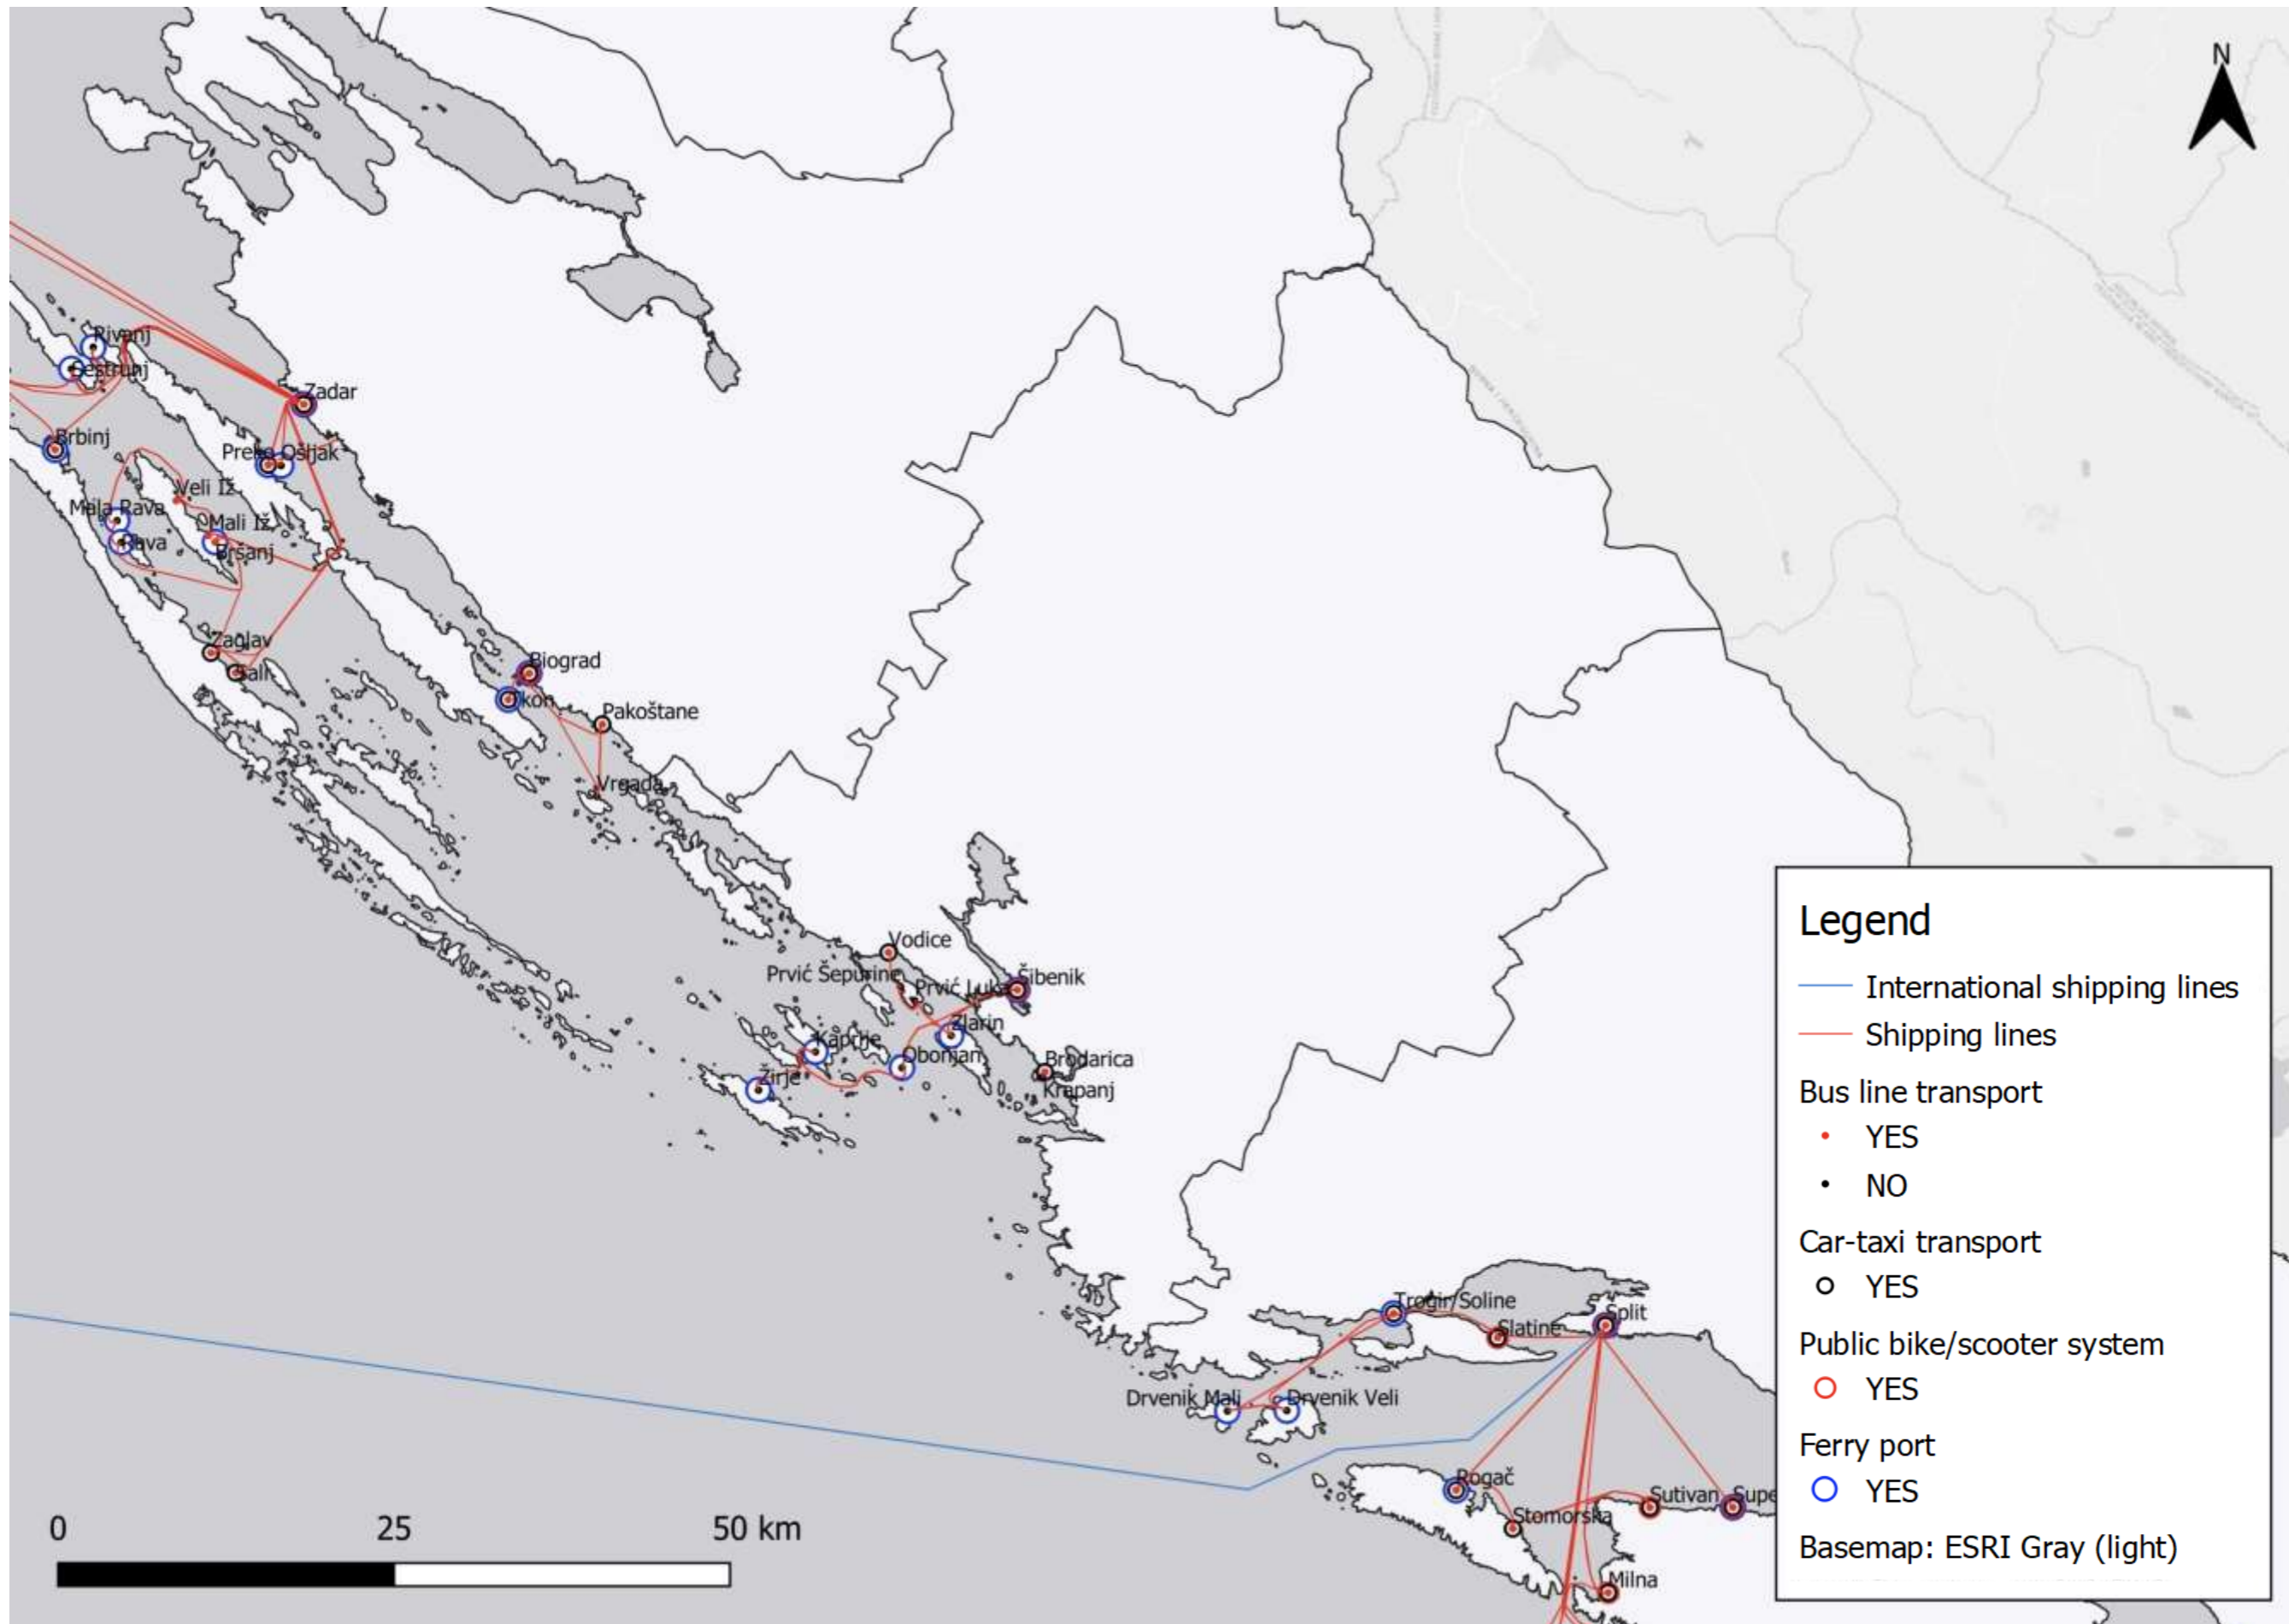 N
Rivanj
Sestrunj
Zadar
Brbinj
Preko Ošljak
Veli Iž
Mala Rava
Mali Iž
Rava
Bršanj
Zaglav
Sali
Biograd
Tkon
Pakoštane
Vrgada
Vodice
Prvić Šepurine
Šibenik
Prvić Luka
Zlarin
Kaprije
Obonjan
Brodarica
Žirje
Krapanj
Trogir/Soline
Split
Slatine
Drvenik Mali
Drvenik Veli
Rogač
Sutivan
Supe
Stomorska
Milna
0 25 50 km
Legend
International shipping lines
Shipping lines
Bus line transport
YES
NO
Car-taxi transport
YES
Public bike/scooter system
YES
Ferry port
YES
Basemap: ESRI Gray (light)